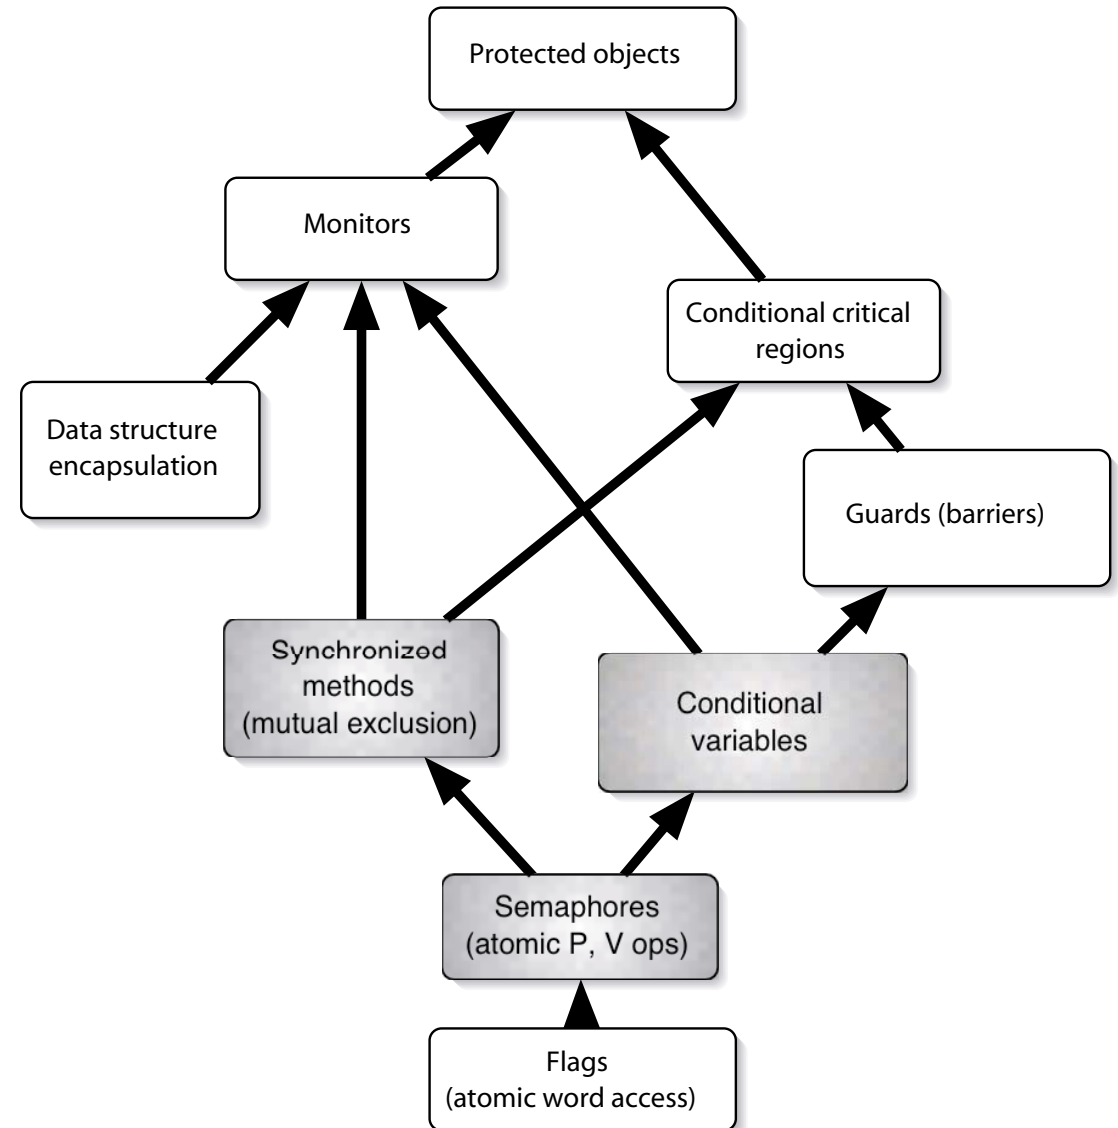 Protected objects
Monitors
Conditional critical
regions
Data structure
encapsulation
Guards (barriers)
Synchronized
methods
(mutual exclusion)
Conditional
variables
Semaphores
(atomic P, V ops)
Flags
(atomic word access)